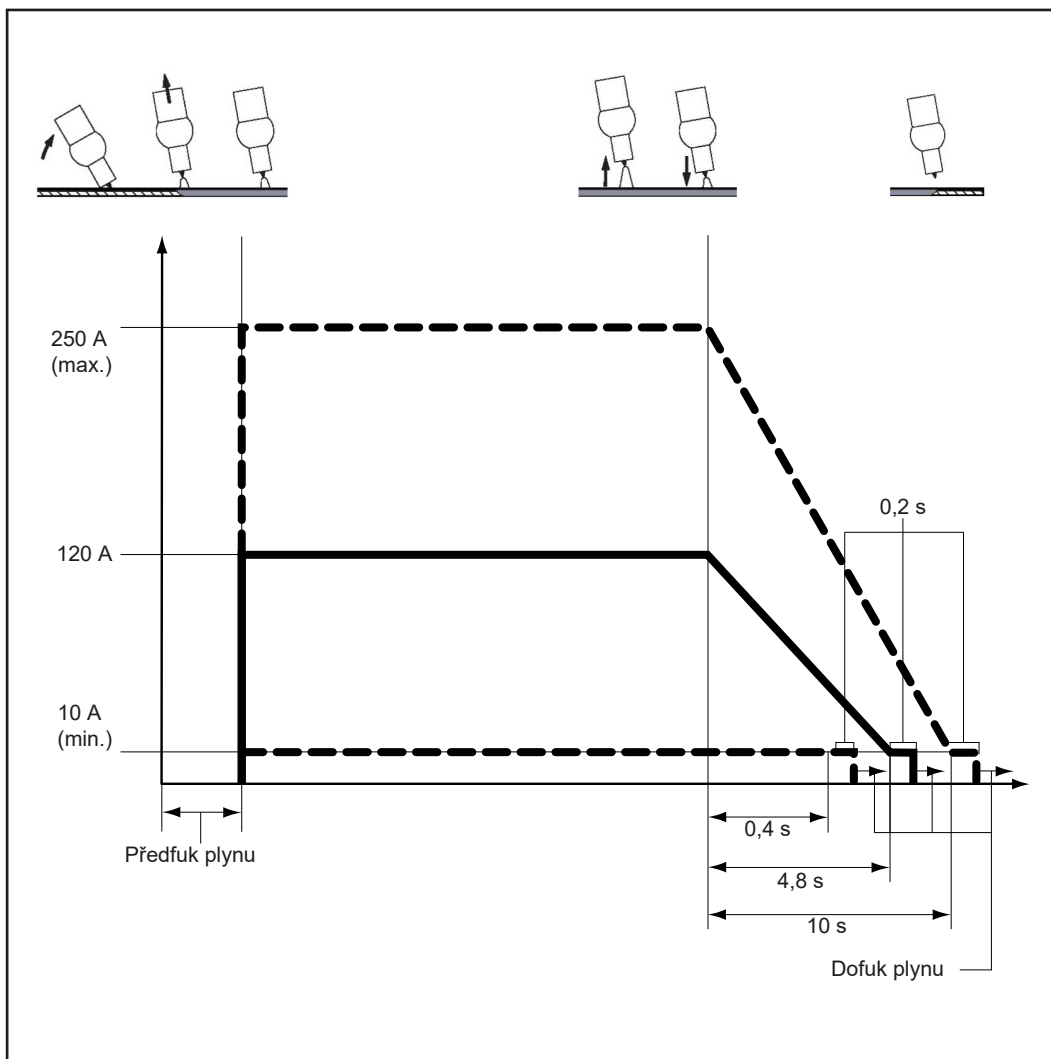 250 A
(max.)
0,2 s
120 A
10 A
(min.)
0,4 s
Předfuk plynu
4,8 s
10 s
Dofuk plynu